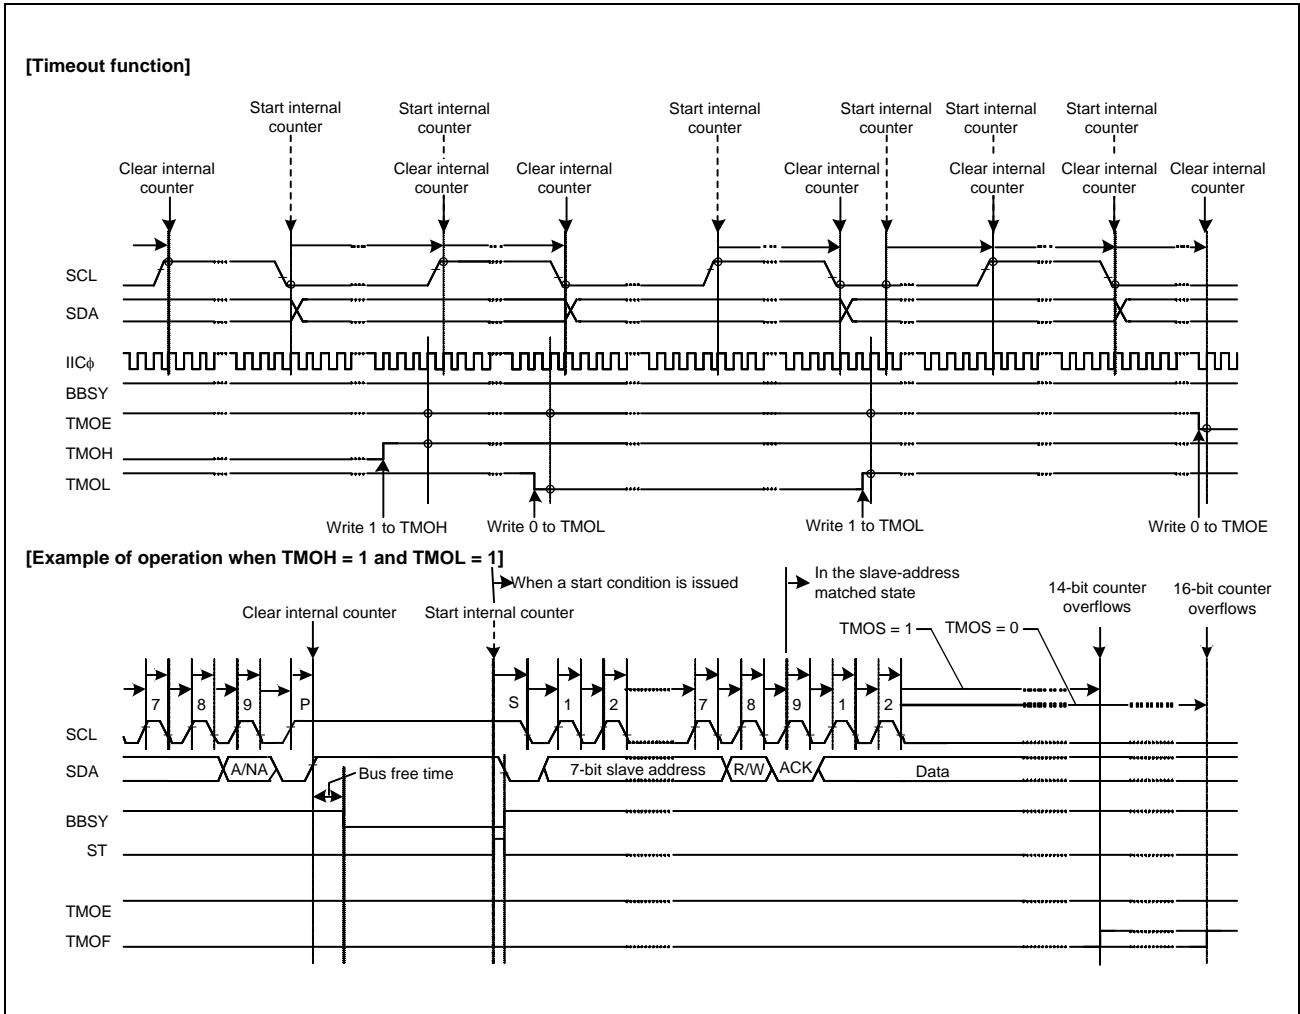 [Timeout function]
Start internal
counter
Start internal
counter
Start internal
counter
Start internal
counter
Start internal
counter
Start internal
counter
Clear internal
counter
Clear internal
counter
Clear internal
counter
Clear internal
counter
Clear internal
counter
Clear internal
counter
Clear internal
counter
SCL
SDA
IICϕ
BBSY
TMOE
TMOH
TMOL
Write 1 to TMOH
Write 0 to TMOL
Write 1 to TMOL
Write 0 to TMOE
[Example of operation when TMOH = 1 and TMOL = 1]
When a start condition is issued
In the slave-address
matched state
14-bit counter
overflows
16-bit counter
overflows
Clear internal counter
Start internal counter
TMOS = 1
TMOS = 0
7 8 9 P S 1 2 7 8 9 1 2
SCL
SDA
A/NA
Bus free time
7-bit slave address
R/W
ACK
Data
BBSY
ST
TMOE
TMOF